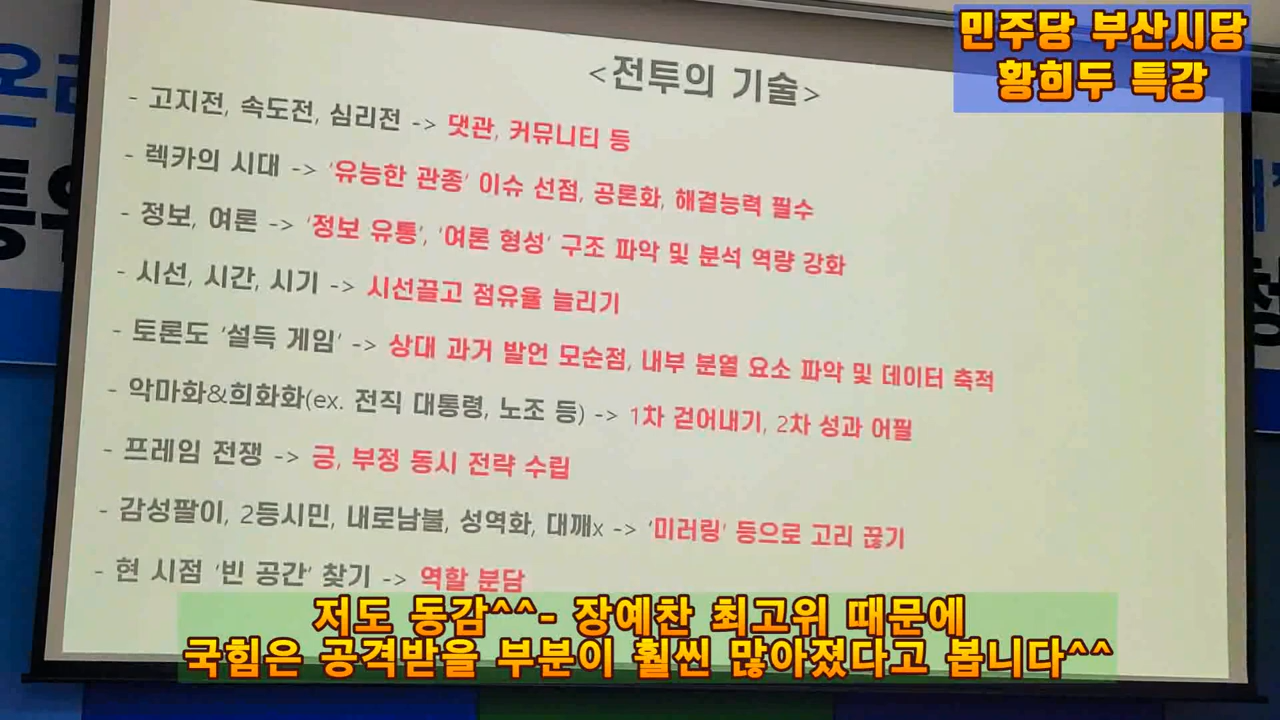 민주당 부산시당
황희두 특강
<전투의 기술>
- 고지전, 속도전, 심리전 -> 댓관, 커뮤니티 등
- 렉카의 시대 -> '유능한 관종' 이슈 선점, 공론화, 해결능력 필수
- 정보, 여론 -> '정보 유통', '여론 형성' 구조 파악 및 분석 역량 강화
- 시선, 시간, 시기 -> 시선끌고 점유율 늘리기
- 토론도 '설득 게임' -> 상대 과거 발언 모순점, 내부 분열 요소 파악 및 데이터 축적
- 악마화&희화화(ex. 전직 대통령, 노조 등) -> 1차 걷어내기, 2차 성과 어필
- 프레임 전쟁 -> 긍, 부정 동시 전략 수립
- 감성팔이, 2등시민, 내로남불, 성역화, 대깨x -> '미러링' 등으로 고리 끊기
- 현 시점 '빈 공간' 찾기 -> 역할 분담
저도 동감^^- 장예찬 최고위 때문에
국힘은 공격받을 부분이 훨씬 많아졌다고 봅니다^^